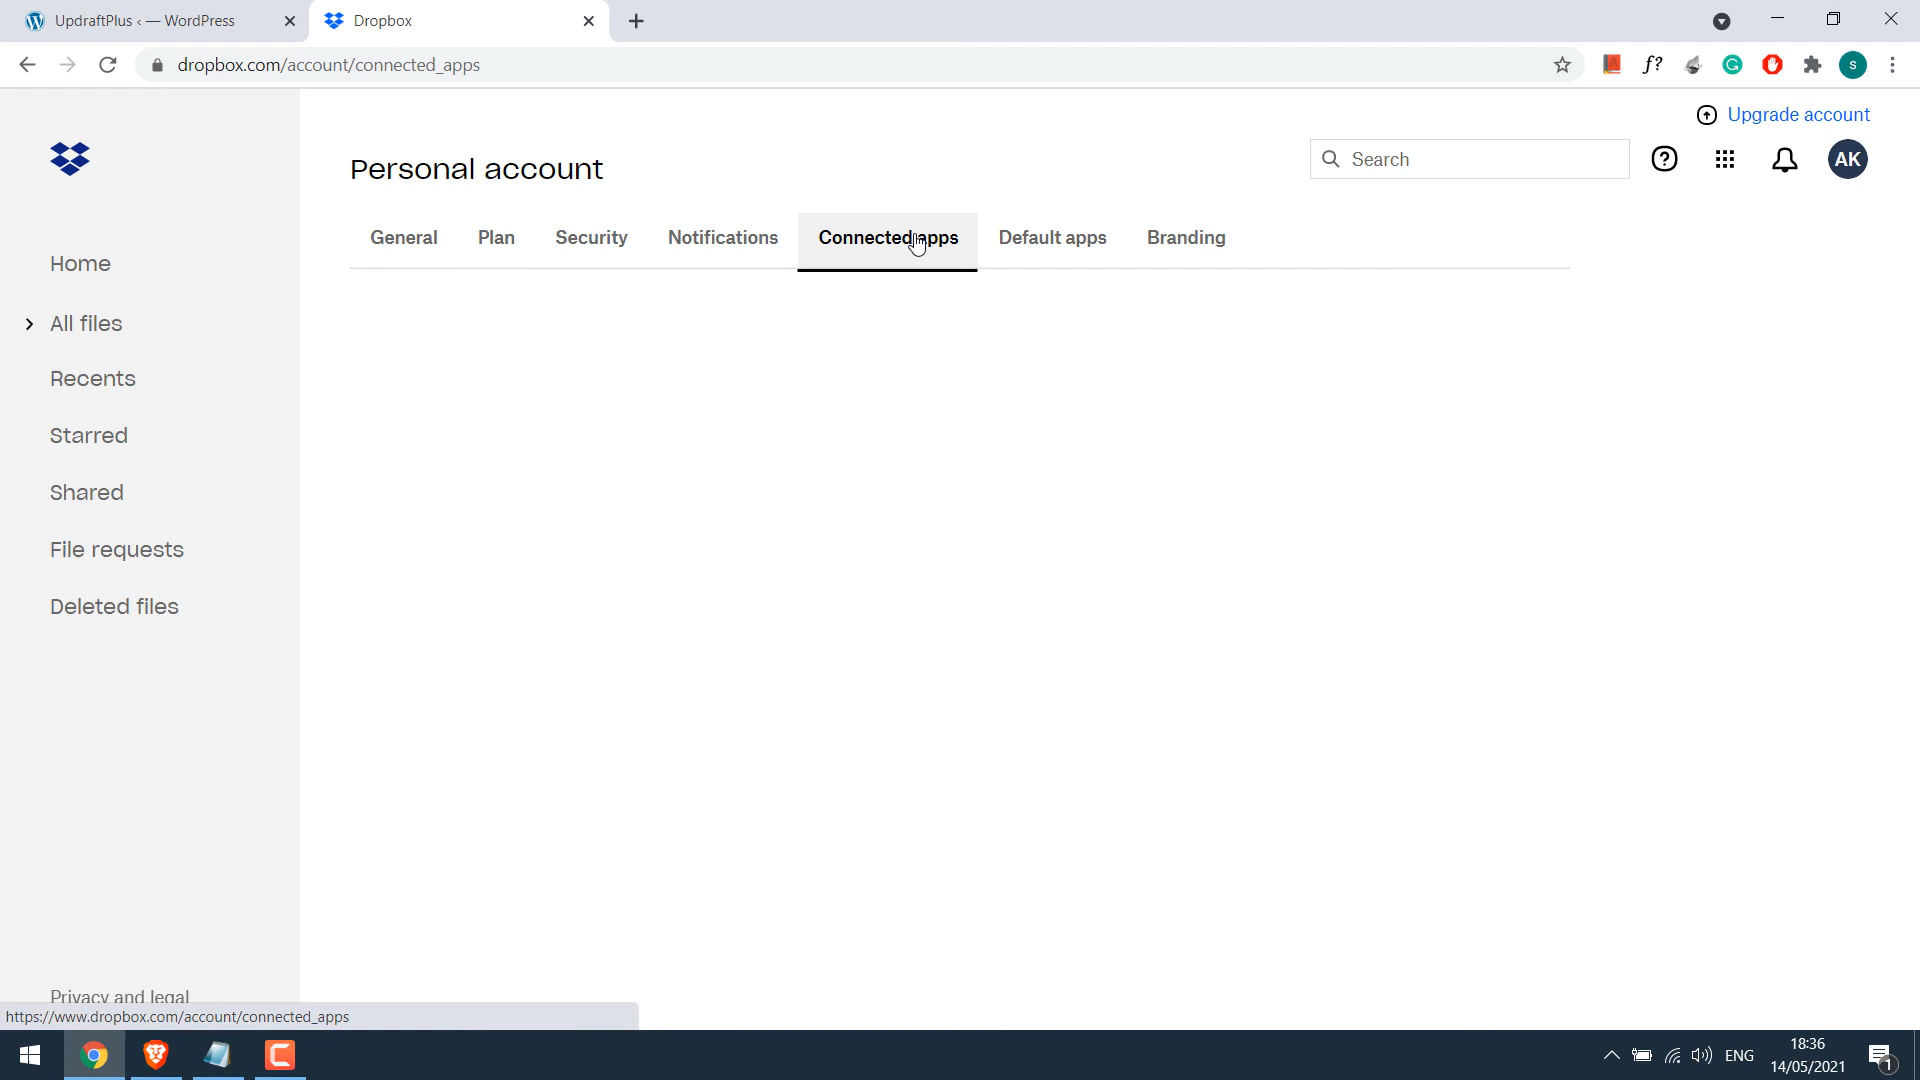 UpdraftPlus ‹ — WordPress
Dropbox
dropbox.com/account/connected_apps
f?
G
S
Upgrade account
Personal account
Search
AK
General Plan Security Notifications Connected apps Default apps Branding
Home
All files
Recents
Starred
Shared
File requests
Deleted files
Privacy and legal
https://www.dropbox.com/account/connected_apps
ENG
18:36
14/05/2021
1